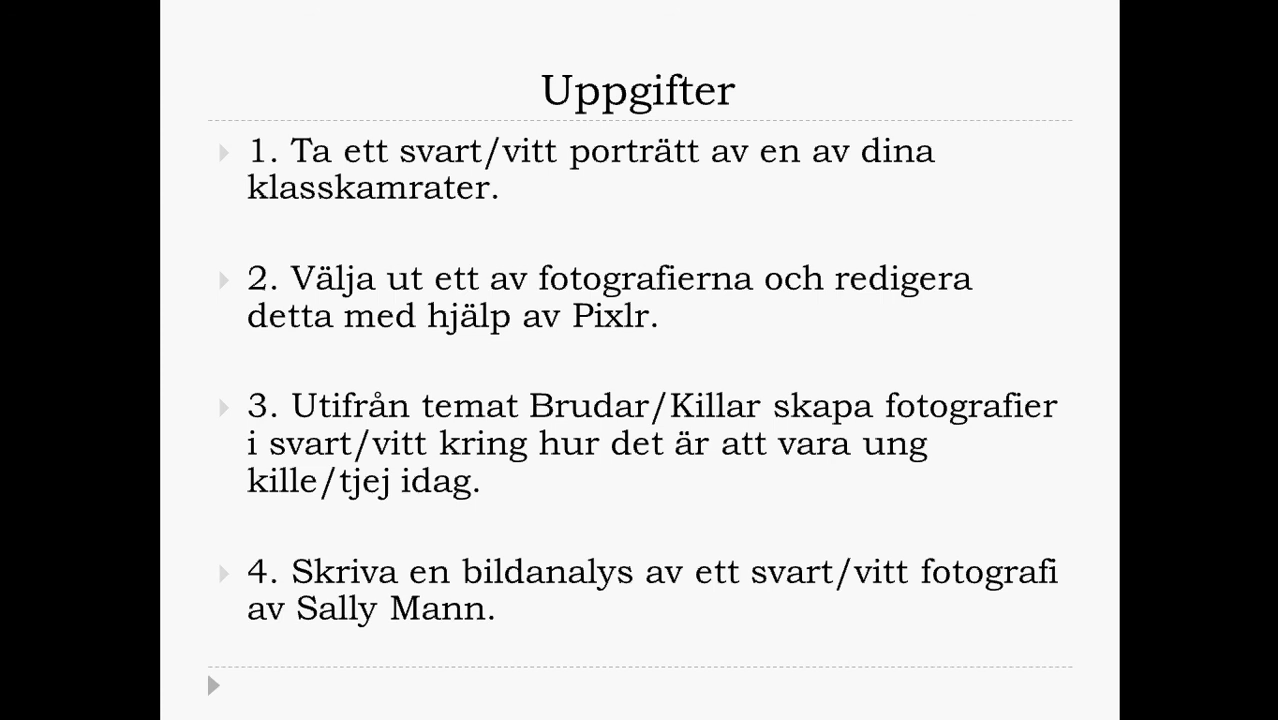 Uppgifter
1. Ta ett svart/vitt porträtt av en av dina
klasskamrater.
2. Välja ut ett av fotografierna och redigera
detta med hjälp av Pixlr.
3. Utifrån temat Brudar/Killar skapa fotografier
i svart/vitt kring hur det är att vara ung
kille/tjej idag.
4. Skriva en bildanalys av ett svart/vitt fotografi
av Sally Mann.